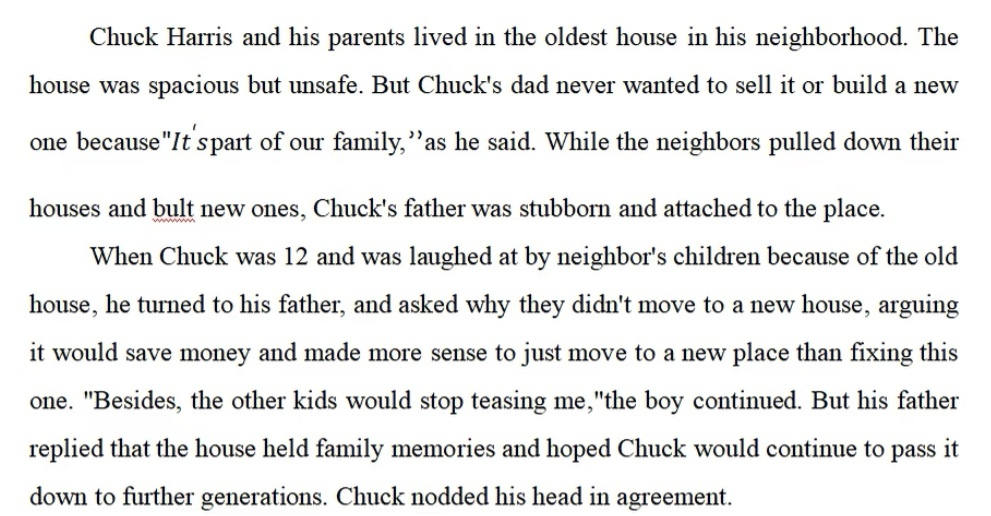 Chuck Harris and his parents lived in the oldest house in his neighborhood. The
house was spacious but unsafe. But Chuck's dad never wanted to sell it or build a new
one because"It'spart of our family,’’as he said. While the neighbors pulled down their
houses and bult new ones, Chuck's father was stubborn and attached to the place.
When Chuck was 12 and was laughed at by neighbor's children because of the old
house, he turned to his father, and asked why they didn't move to a new house, arguing
it would save money and made more sense to just move to a new place than fixing this
one. "Besides, the other kids would stop teasing me,"the boy continued. But his father
replied that the house held family memories and hoped Chuck would continue to pass it
down to further generations. Chuck nodded his head in agreement.